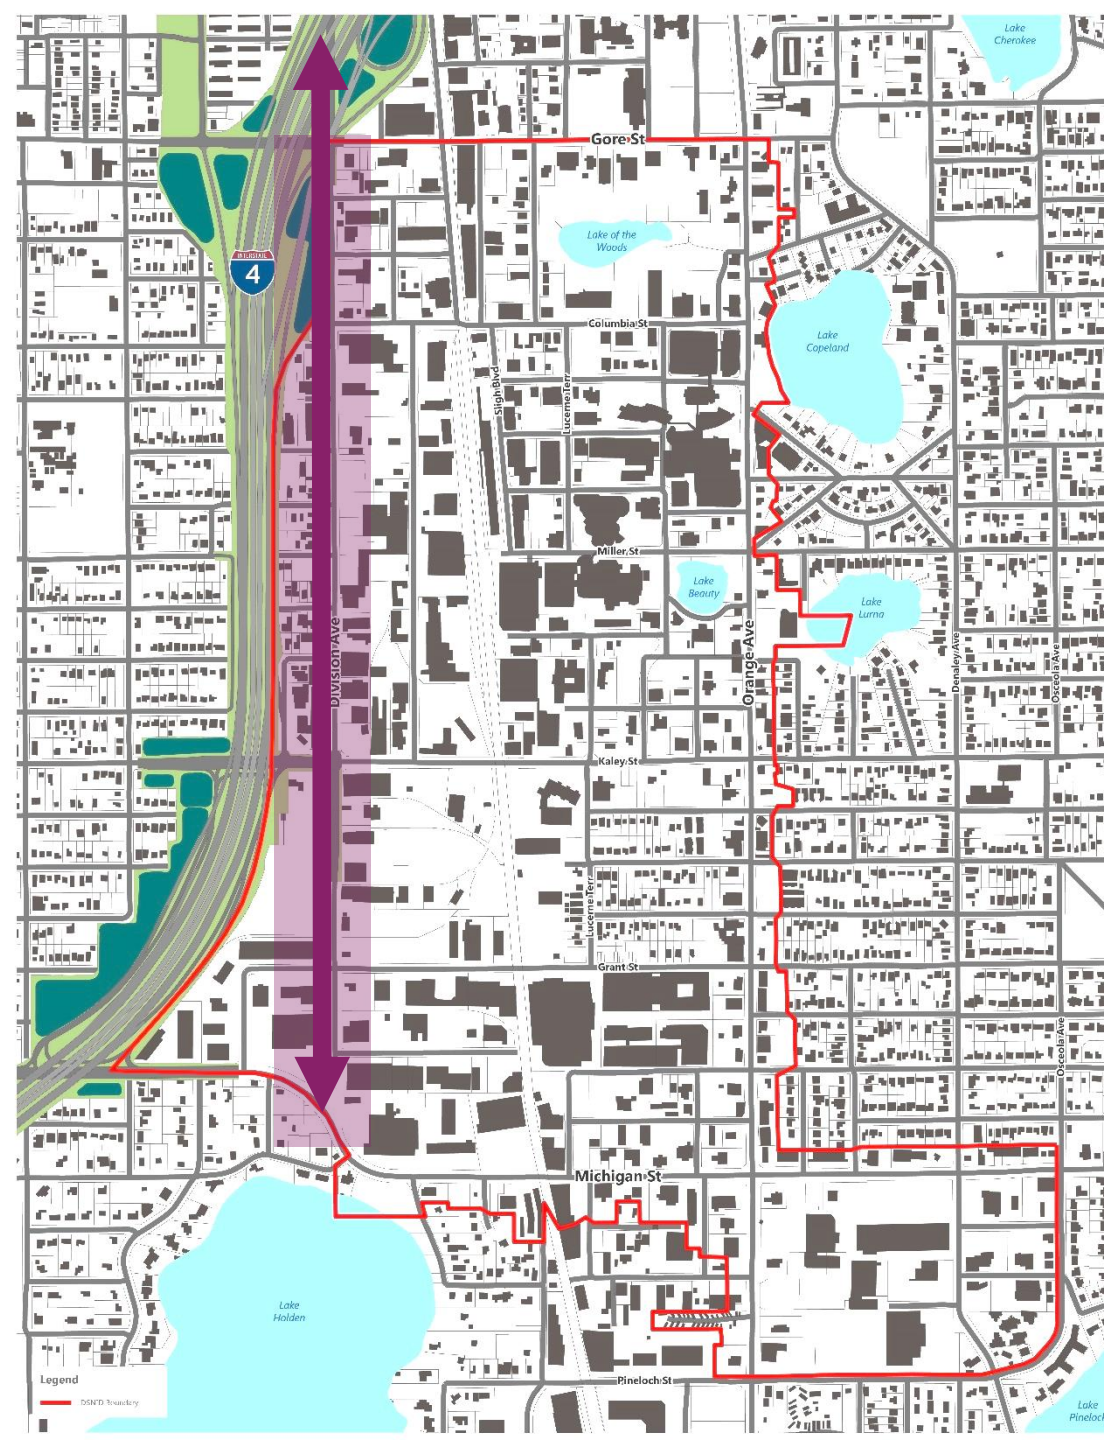 Lake
Cherokee
Gore St
Lake of the
Woods
INTERSTATE
4
Columbia St
Lake
Copeland
Sligh Blvd
Lucerne Terr
Miller St
Lake
Beauty
Lake
Lurna
Division Ave
Orange Ave
Denaley Ave
Osceola Ave
Kaley St
Lucerne Terr
Grant St
Osceola Ave
Michigan St
Lake
Holden
Legend
DSNTD Boundary
Pineloch St
Lake
Pineloch